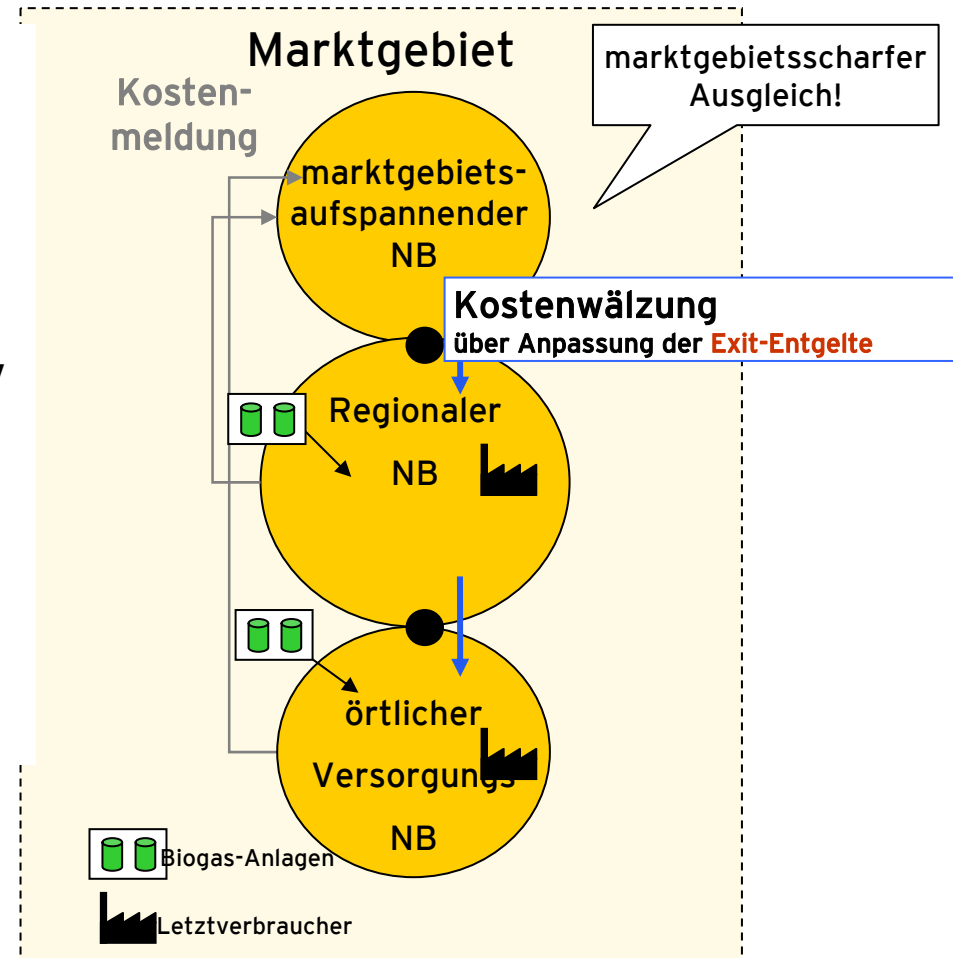 Marktgebiet
marktgebietsscharfer
Ausgleich!
Kosten-
meldung
marktgebiets-
aufspannender
NB
Kostenwälzung
über Anpassung der Exit-Entgelte
Regionaler
NB
örtlicher
Versorgungs
NB
Biogas-Anlagen
Letztverbraucher